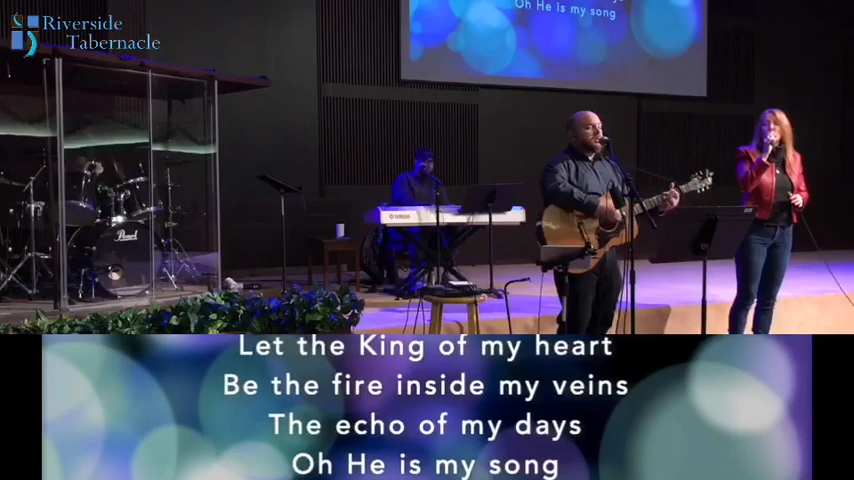 Riverside
Tabernacle
Oh He is my song
YAMAHA
Pearl
Let the King of my heart
Be the fire inside my veins
The echo of my days
Oh He is my song